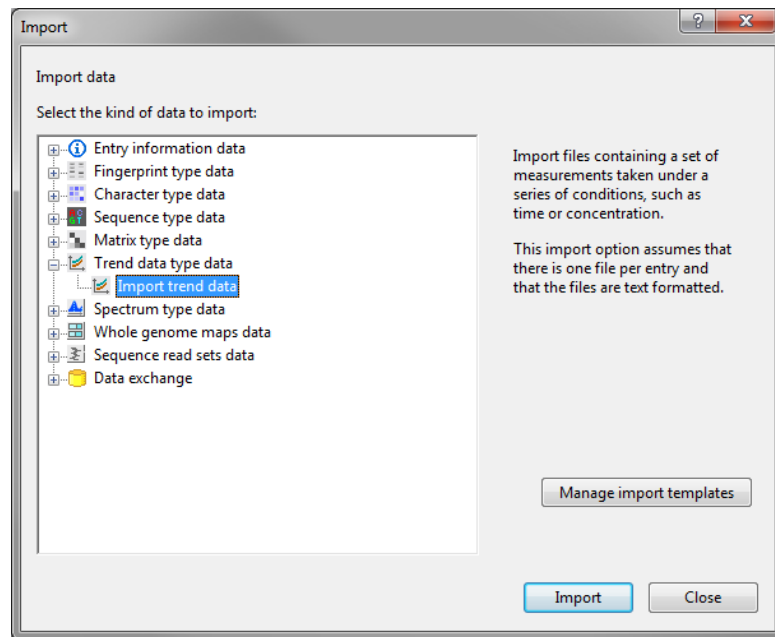 Import
Import data
Select the kind of data to import:
Entry information data
Fingerprint type data
Character type data
Sequence type data
Matrix type data
Trend data type data
Import trend data
Spectrum type data
Whole genome maps data
Sequence read sets data
Data exchange
Import files containing a set of
measurements taken under a
series of conditions, such as
time or concentration.
This import option assumes that
there is one file per entry and
that the files are text formatted.
Manage import templates
Import
Close